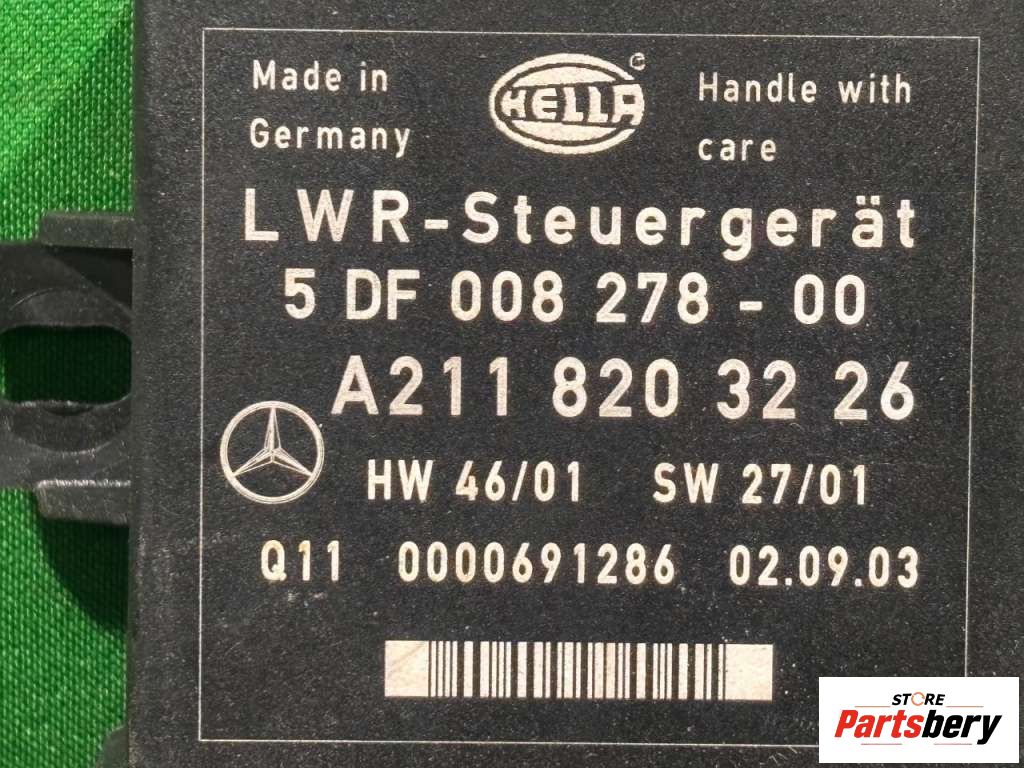 Made in
Germany
HELLA
Handle with
care
LWR-Steuergerät
5 DF 008 278 - 00
A211 820 32 26
HW 46/01 SW 27/01
Q11 0000691286 02.09.03
STORE
Partsbery